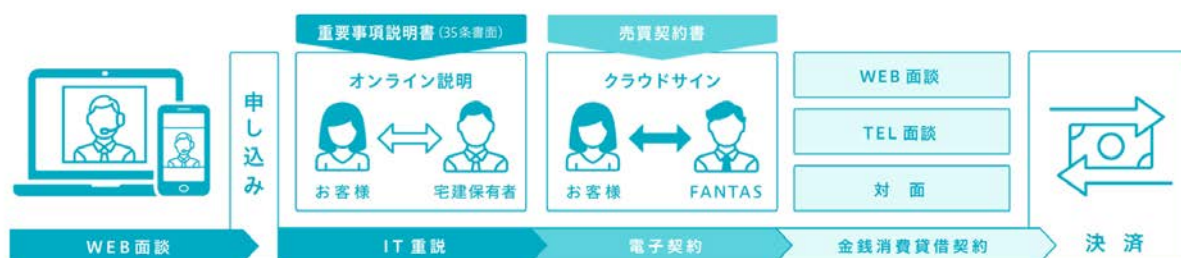 重要事項説明書(35条書面)
売買契約書
申し込み
オンライン説明
お客様
宅建保有者
クラウドサイン
お客様
FANTAS
WEB面談
TEL面談
対面
WEB面談
IT重説
電子契約
金銭消費貸借契約
決済